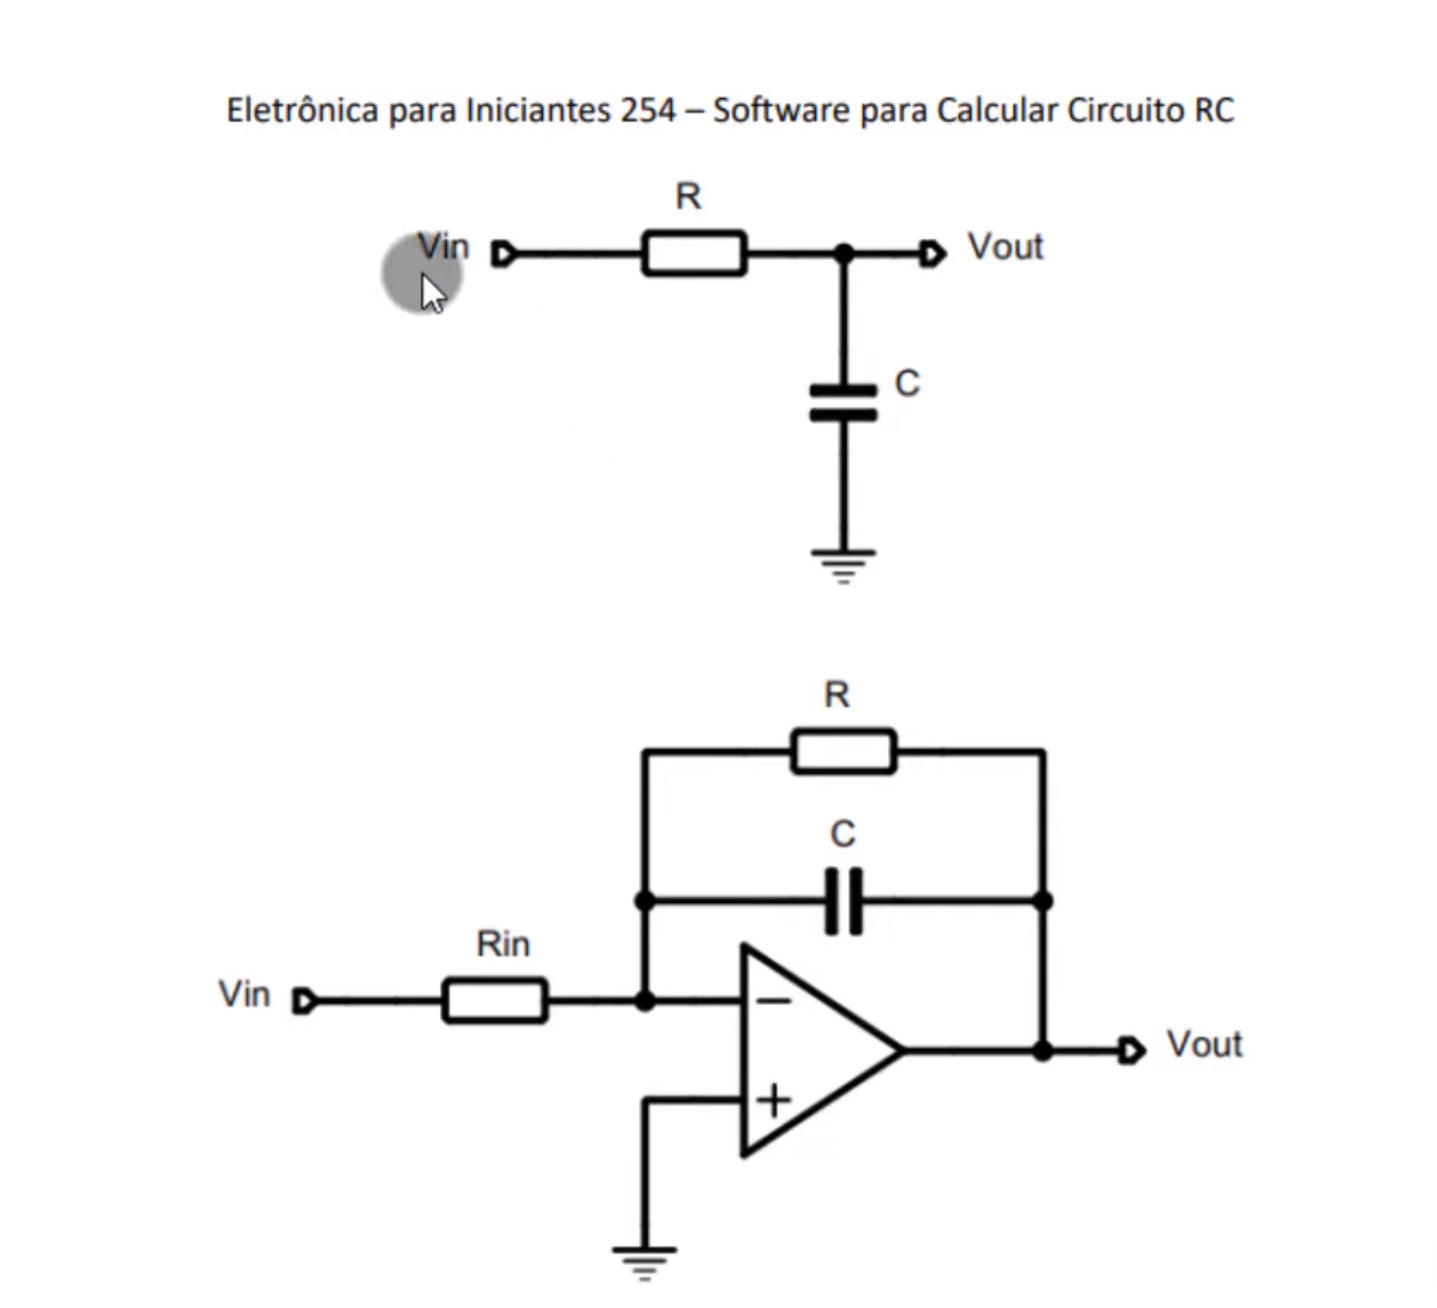 Eletrônica para Iniciantes 254 – Software para Calcular Circuito RC
R
Vin
Vout
C
R
C
Rin
Vin
−
+
Vout